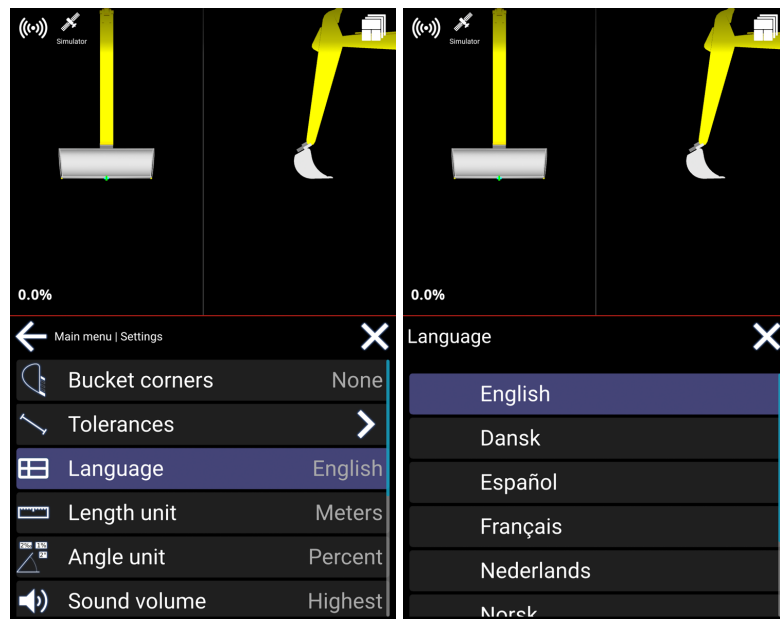 Simulator
0.0%
Main menu | Settings
Bucket corners None
Tolerances
Language English
Length unit Meters
Angle unit Percent
Sound volume Highest
Simulator
0.0%
Language
English
Dansk
Español
Français
Nederlands
Norsk